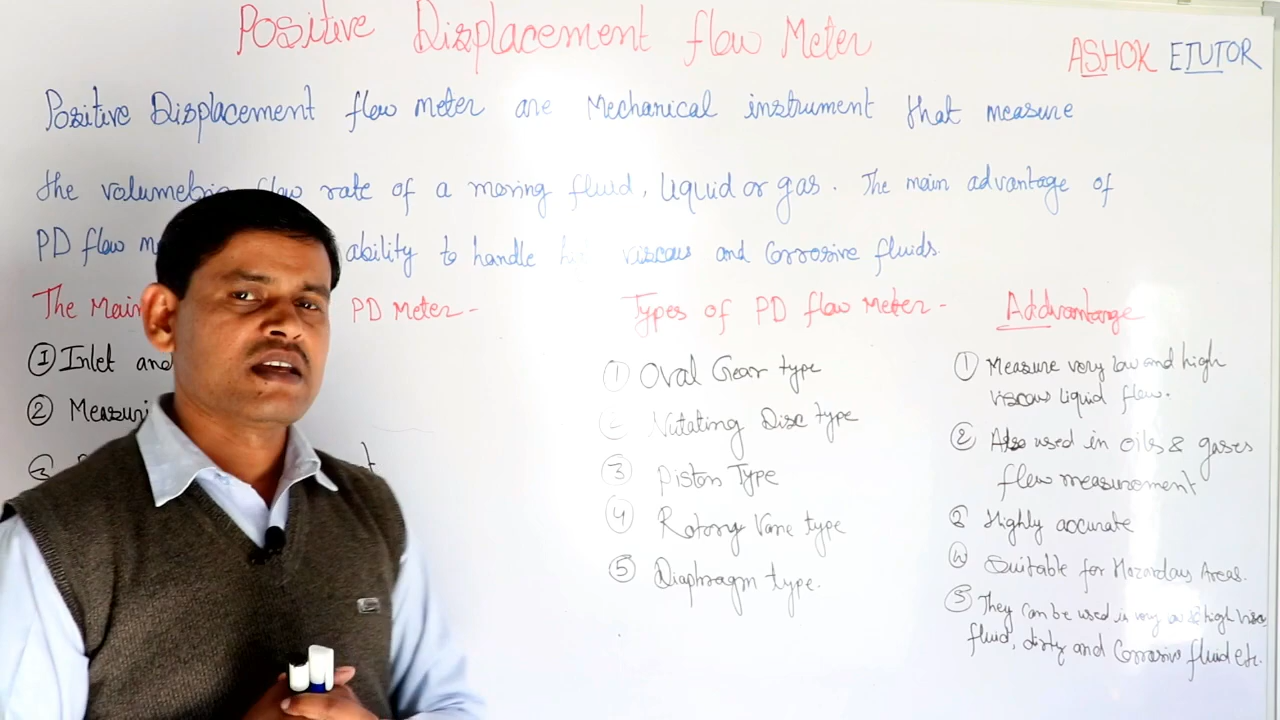 Positive Displacement flow Meter
ASHOK ETUTOR
Positive Displacement flow meter are Mechanical instrument that measure
the volumetric flow rate of a moving fluid, liquid or gas. The main advantage of
PD flow ability to handle viscous and Corrosive fluids.
The Main PD Meter -
① Inlet and
②
③
Types of PD flow Meter -
① Oval Gear type
② Nutating Disc type
③ Piston Type
④ Rotary Vane type
⑤ Diaphragm type.
Addvantange
① Measure very low and high
viscous liquid flow.
② Also used in oils & gases
flew measurement
③ Highly accurate
④ Suitable for Hazardas Areas.
⑤ They can be used in very high
fluid, dirty and Corrosive fluid etc.